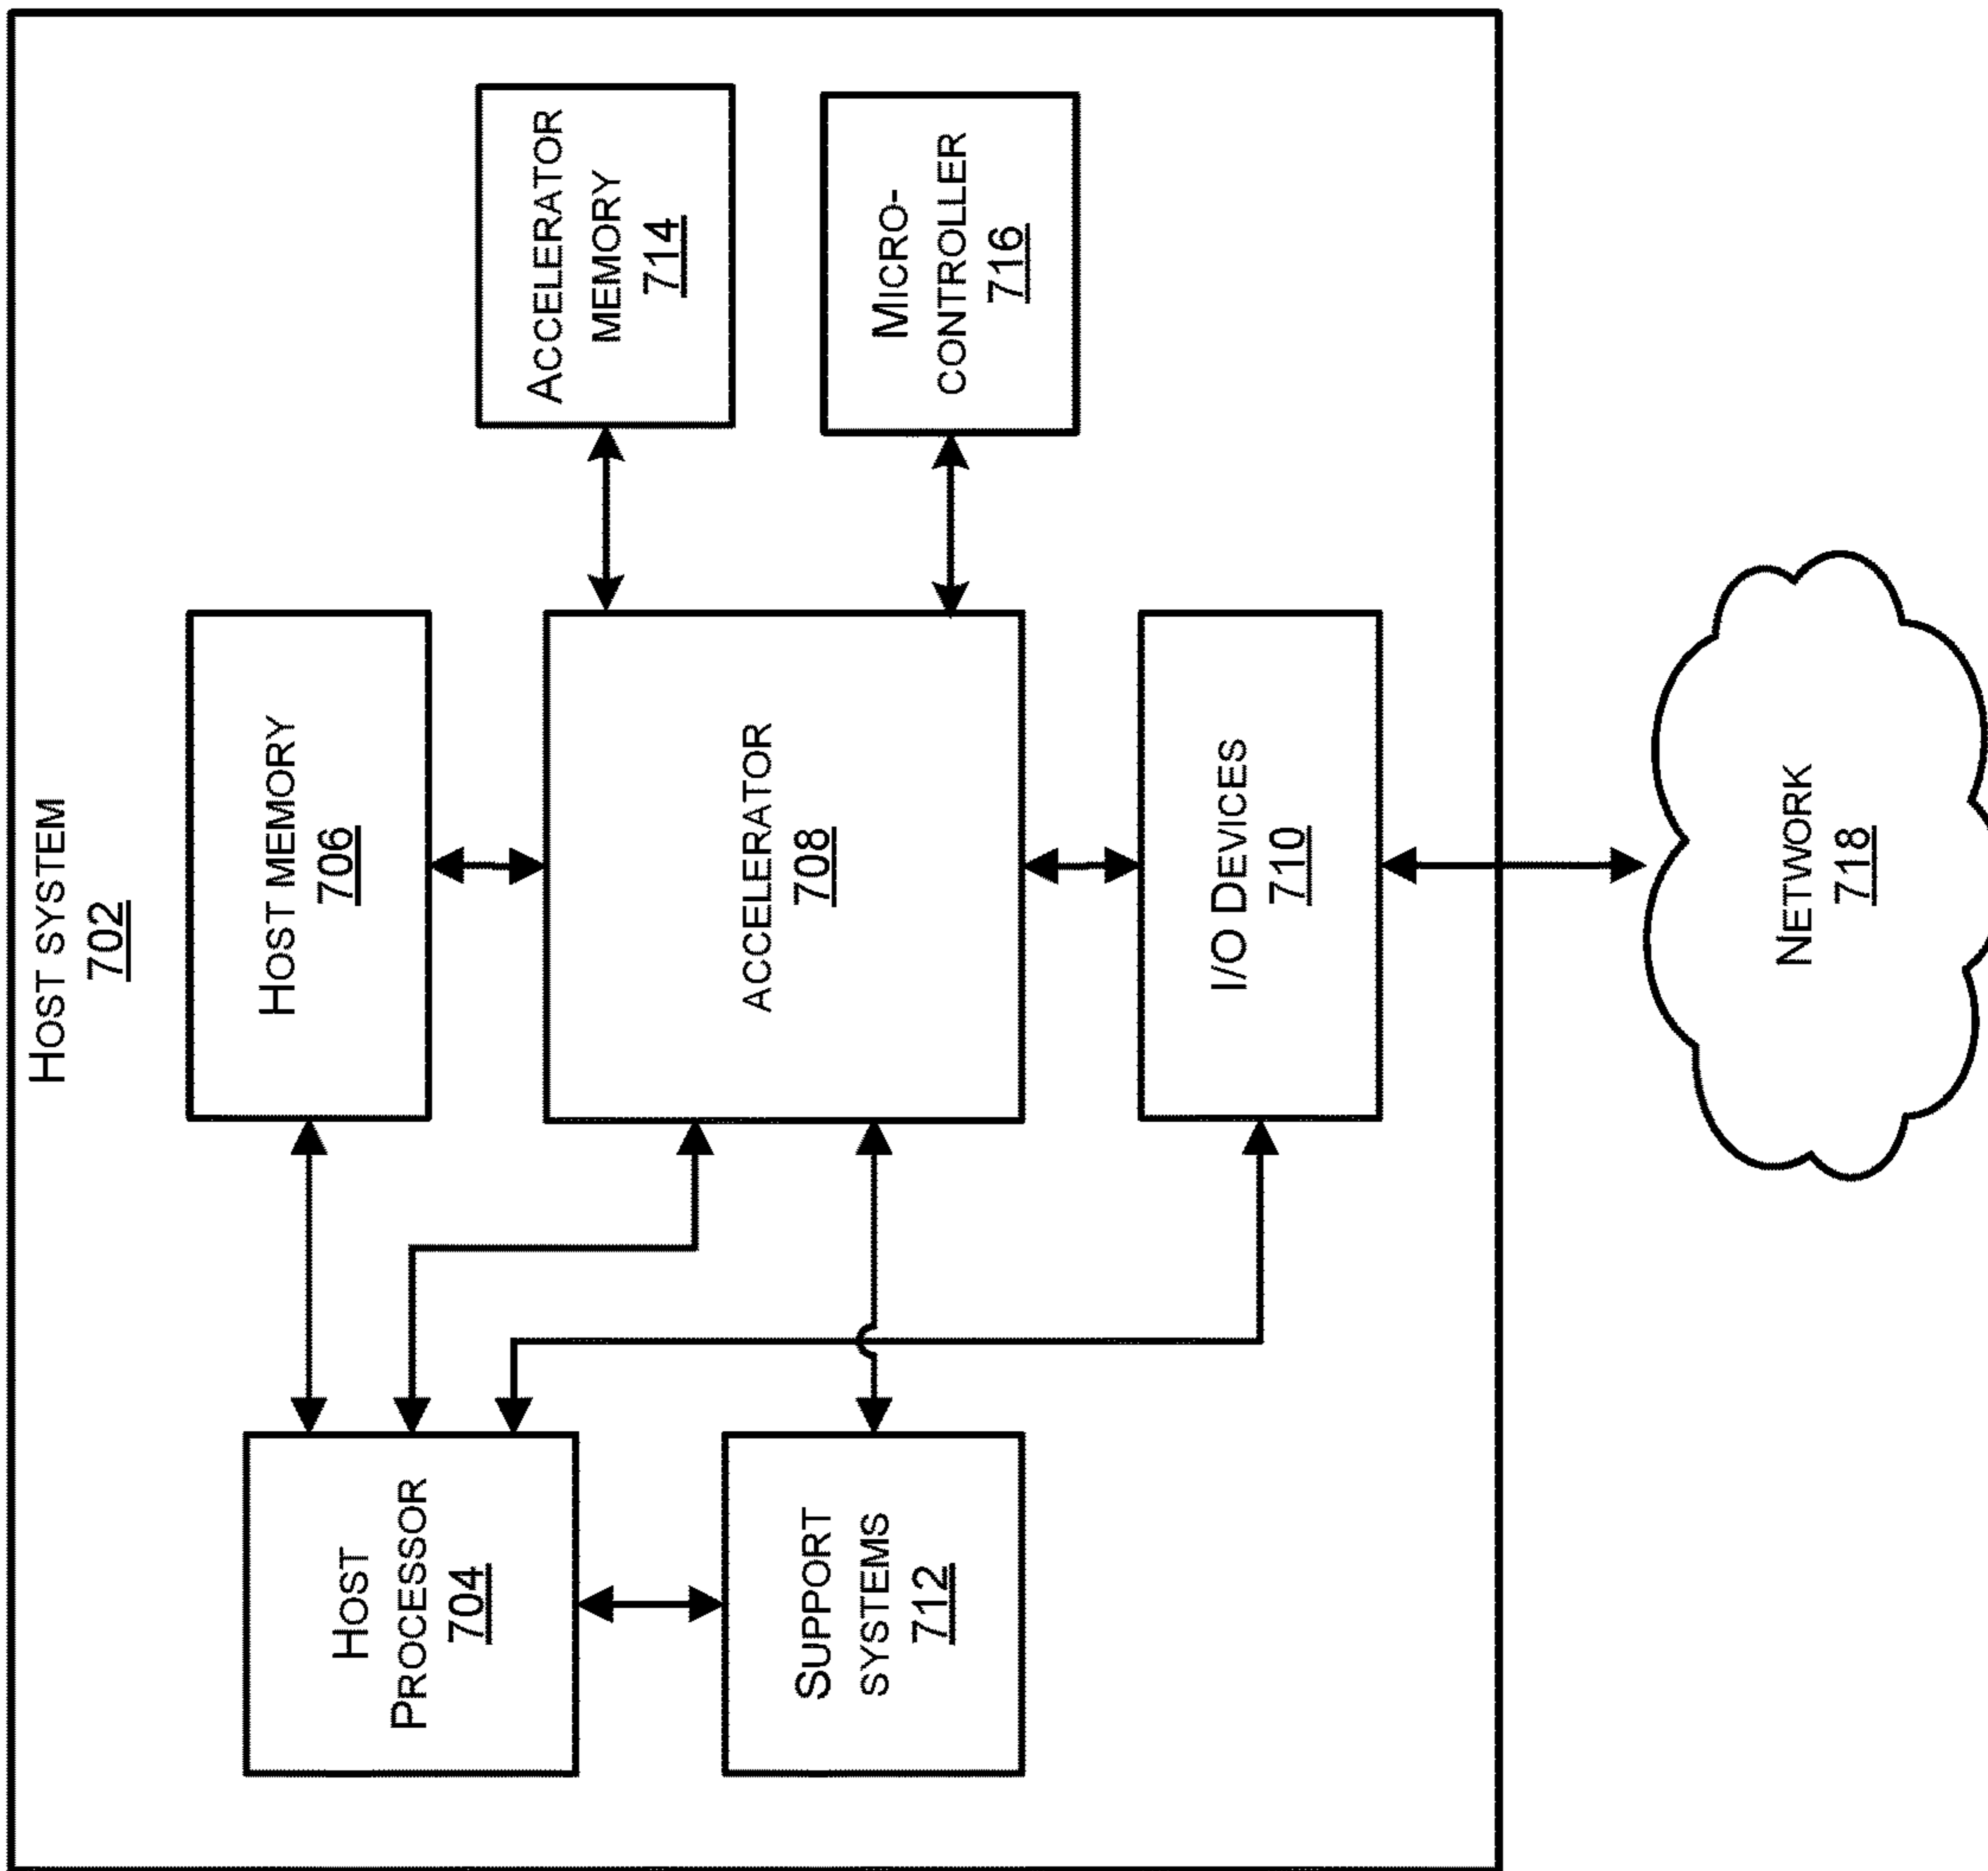 HOST SYSTEM
702
HOST
PROCESSOR
704
HOST MEMORY
706
ACCELERATOR
MEMORY
714
ACCELERATOR
708
SUPPORT
SYSTEMS
712
MICRO-
CONTROLLER
716
I/O DEVICES
710
NETWORK
718